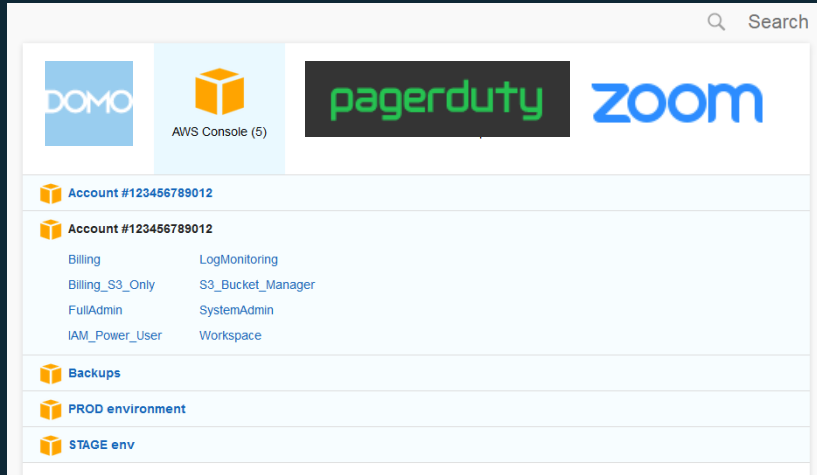 Search
DOMO
AWS Console (5)
pagerduty
zoom
Account #123456789012
Account #123456789012
Billing LogMonitoring
Billing_S3_Only S3_Bucket_Manager
FullAdmin SystemAdmin
IAM_Power_User Workspace
Backups
PROD environment
STAGE env